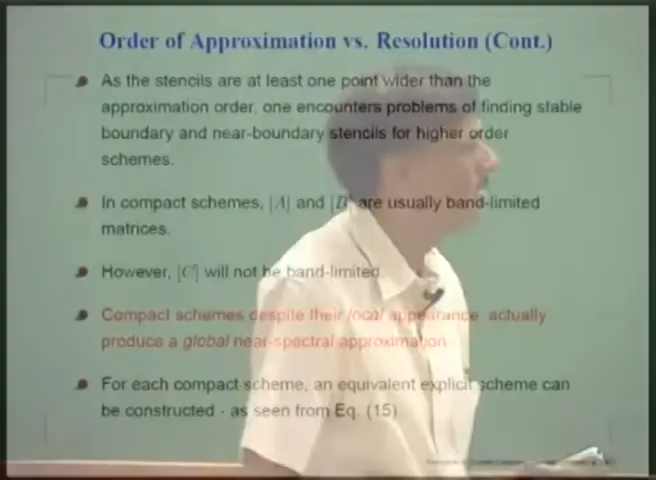 Order of Approximation vs. Resolution (Cont.)
As the stencils are at least one point wider than the
approximation order, one encounters problems of finding stable
boundary and near-boundary stencils for higher order
schemes.
In compact schemes, [A] and [B] are usually band-limited
matrices.
However, [C] will not be band-limited
Compact schemes despite their local appearance, actually
produce a global near-spectral approximation
For each compact scheme, an equivalent explicit scheme can
be constructed - as seen from Eq. (15)